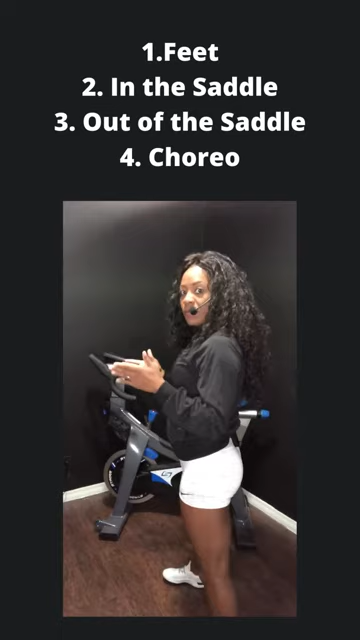 1.Feet
2. In the Saddle
3. Out of the Saddle
4. Choreo